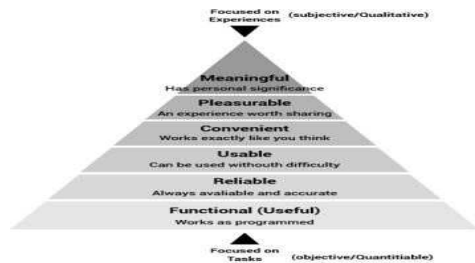 Focused on
Experiences (subjective/Qualitative)
Meaningful
Has personal significance
Pleasurable
An experience worth sharing
Convenient
Works exactly like you think
Usable
Can be used withouth difficulty
Reliable
Always avaliable and accurate
Functional (Useful)
Works as programmed
Focused on
Tasks (objective/Quantitiable)